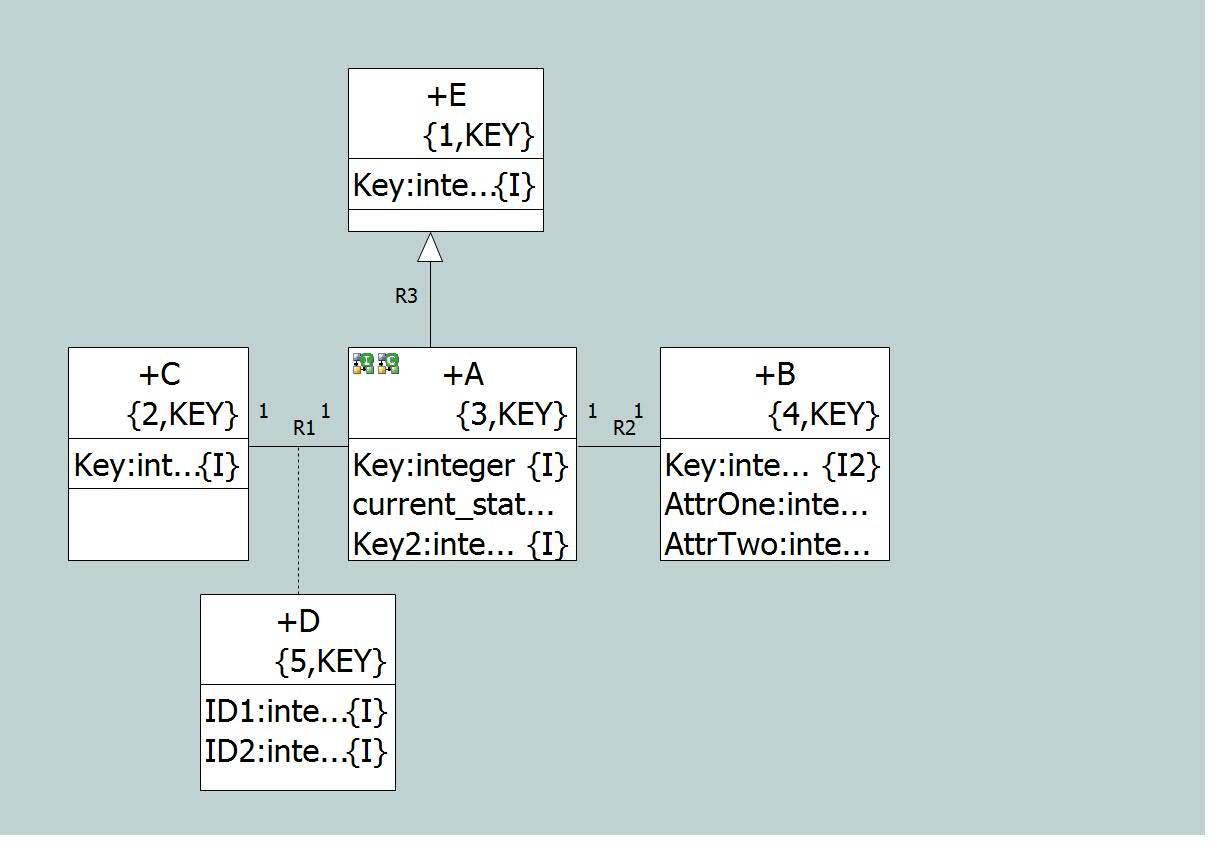 +E
{1,KEY}
Key:inte...{I}
R3
+C
{2,KEY}
Key:int...{I}
1 R1 1
+A
{3,KEY}
Key:integer {I}
current_stat...
Key2:inte... {I}
1 R2 1
+B
{4,KEY}
Key:inte... {I2}
AttrOne:inte...
AttrTwo:inte...
+D
{5,KEY}
ID1:inte...{I}
ID2:inte...{I}